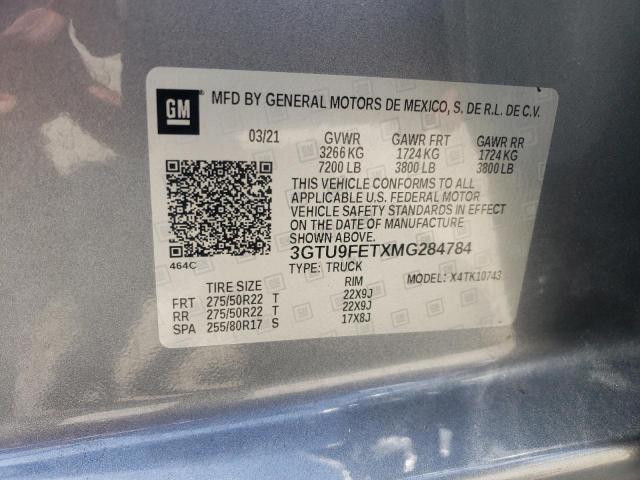 GM
MFD BY GENERAL MOTORS DE MEXICO, S. DE R.L. DE C.V.
03/21 GVWR GAWR FRT GAWR RR
3266 KG 1724 KG 1724 KG
7200 LB 3800 LB 3800 LB
THIS VEHICLE CONFORMS TO ALL
APPLICABLE U.S. FEDERAL MOTOR
VEHICLE SAFETY STANDARDS IN EFFECT
ON THE DATE OF MANUFACTURE
464C
3GTU9FETXMG284784
TYPE: TRUCK MODEL: X4TK10743
TIRE SIZE RIM
FRT 275/50R22 T 22X9J
RR 275/50R22 T 22X9J
SPA 255/80R17 S 17X8J